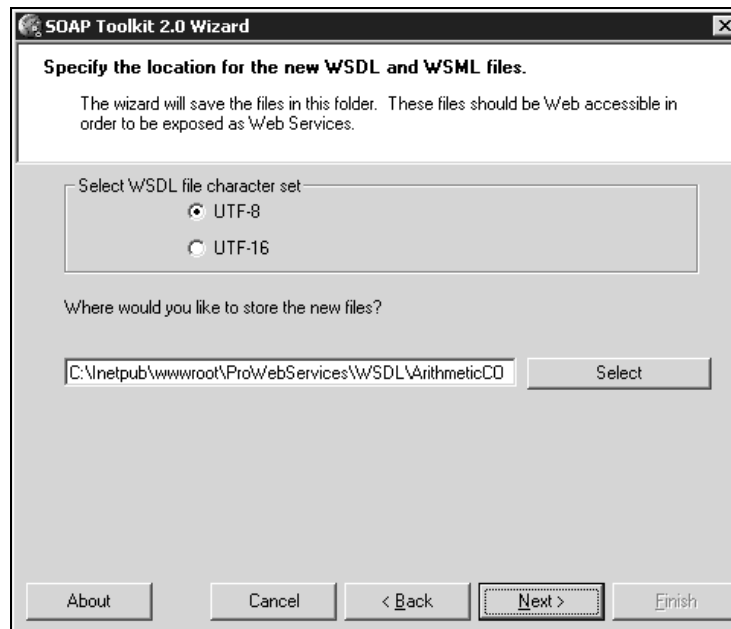 SOAP Toolkit 2.0 Wizard
Specify the location for the new WSDL and WSML files.
The wizard will save the files in this folder. These files should be Web accessible in
order to be exposed as Web Services.
Select WSDL file character set
UTF-8
UTF-16
Where would you like to store the new files?
C:\Inetpub\wwwroot\ProWebServices\WSDL\ArithmeticCO
Select
About
Cancel
< Back
Next >
Finish